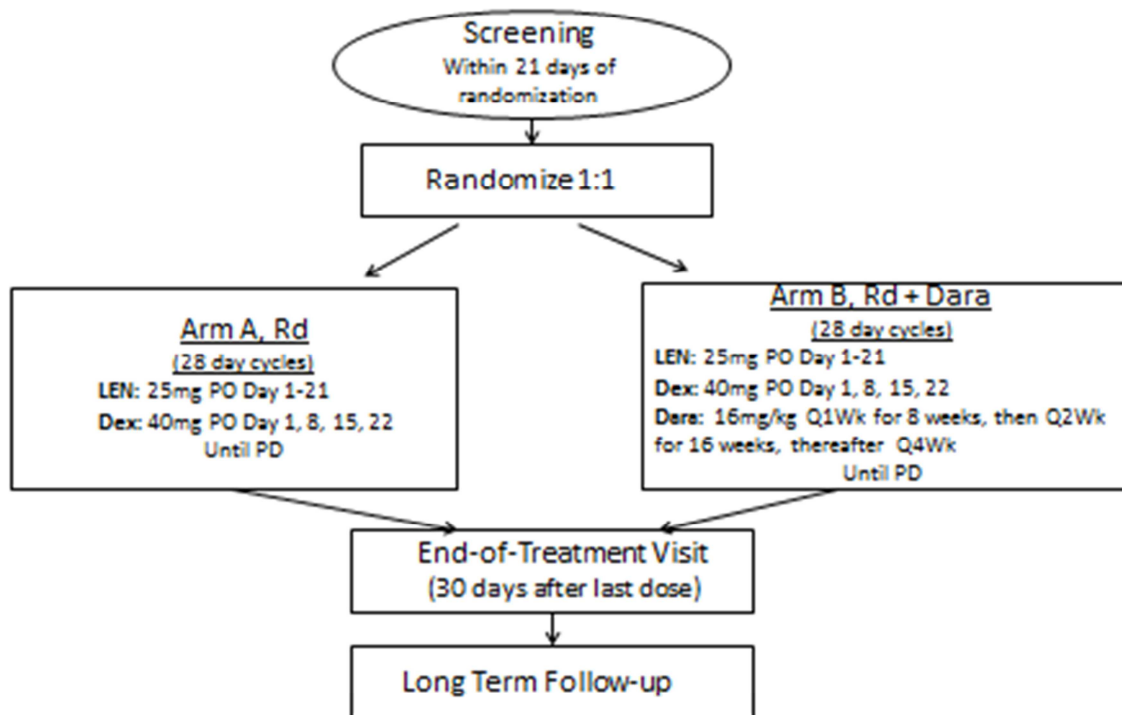 Screening
Within 21 days of
randomization
Randomize 1:1
Arm A, Rd
(28 day cycles)
LEN: 25mg PO Day 1-21
Dex: 40mg PO Day 1, 8, 15, 22
Until PD
Arm B, Rd + Dara
(28 day cycles)
LEN: 25mg PO Day 1-21
Dex: 40mg PO Day 1, 8, 15, 22
Dara: 16mg/kg Q1Wk for 8 weeks, then Q2Wk
for 16 weeks, thereafter Q4Wk
Until PD
End-of-Treatment Visit
(30 days after last dose)
Long Term Follow-up